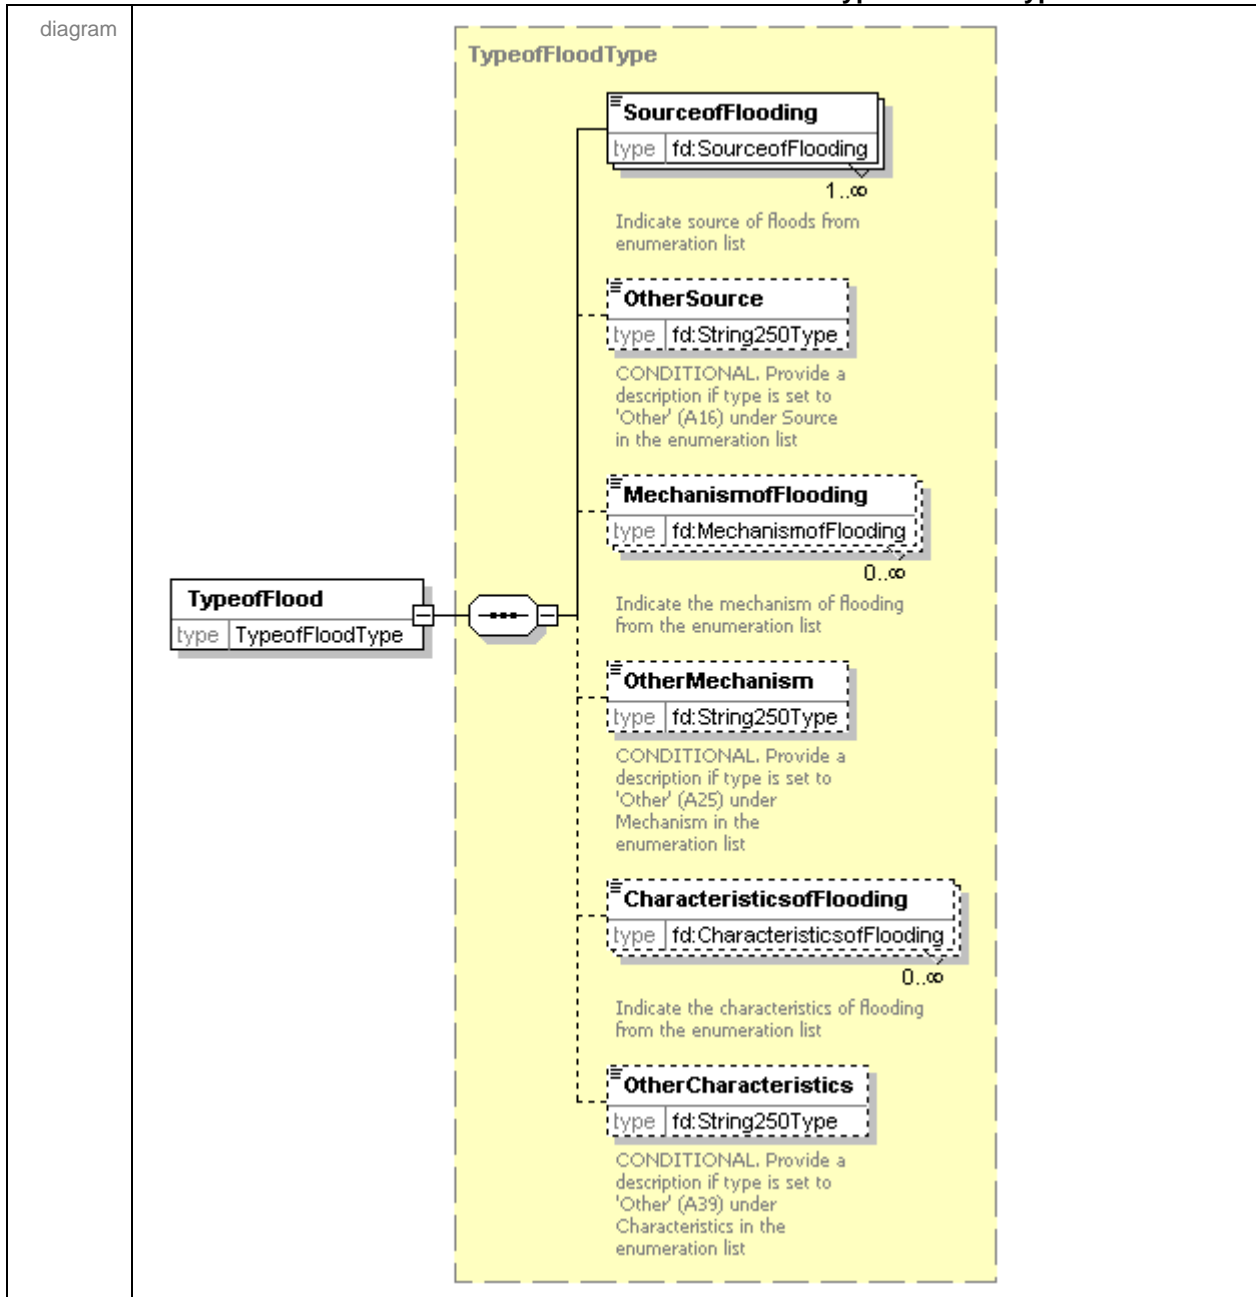 diagram
TypeofFloodType
SourceofFlooding
type fd:SourceofFlooding
1..∞
Indicate source of floods from
enumeration list
OtherSource
type fd:String250Type
CONDITIONAL. Provide a
description if type is set to
'Other' (A16) under Source
in the enumeration list
MechanismofFlooding
type fd:MechanismofFlooding
0..∞
Indicate the mechanism of flooding
from the enumeration list
TypeofFlood
type TypeofFloodType
OtherMechanism
type fd:String250Type
CONDITIONAL. Provide a
description if type is set to
'Other' (A25) under
Mechanism in the
enumeration list
CharacteristicsofFlooding
type fd:CharacteristicsofFlooding
0..∞
Indicate the characteristics of flooding
from the enumeration list
OtherCharacteristics
type fd:String250Type
CONDITIONAL. Provide a
description if type is set to
'Other' (A39) under
Characteristics in the
enumeration list